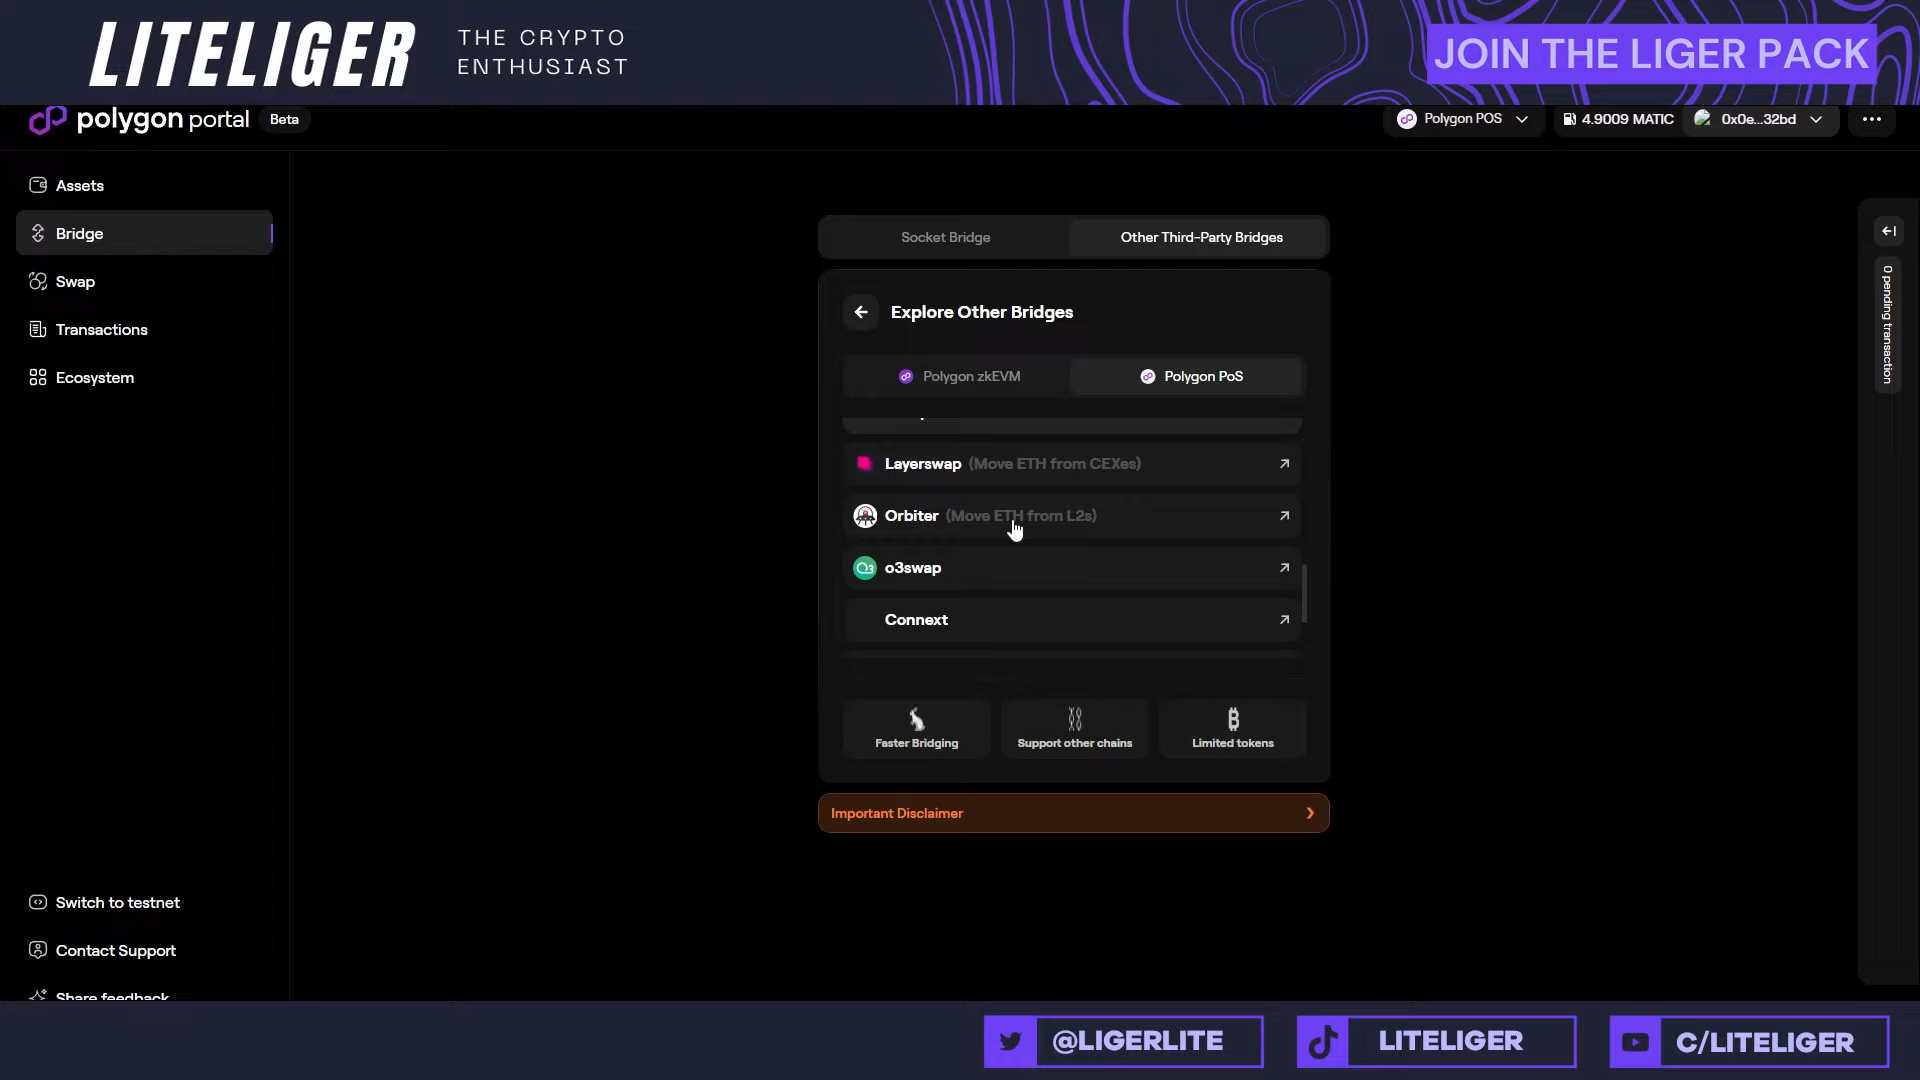 LITELIGER
THE CRYPTO
ENTHUSIAST
JOIN THE LIGER PACK
polygon portal
Beta
Polygon POS
4.9009 MATIC
0x0e...32bd
Assets
Bridge
Swap
Transactions
Ecosystem
Socket Bridge
Other Third-Party Bridges
Explore Other Bridges
Polygon zkEVM
Polygon PoS
Layerswap (Move ETH from CEXes)
Orbiter (Move ETH from L2s)
o3swap
Connext
Faster Bridging
Support other chains
Limited tokens
Important Disclaimer
0 pending transaction
Switch to testnet
Contact Support
Share feedback
@LIGERLITE
LITELIGER
C/LITELIGER